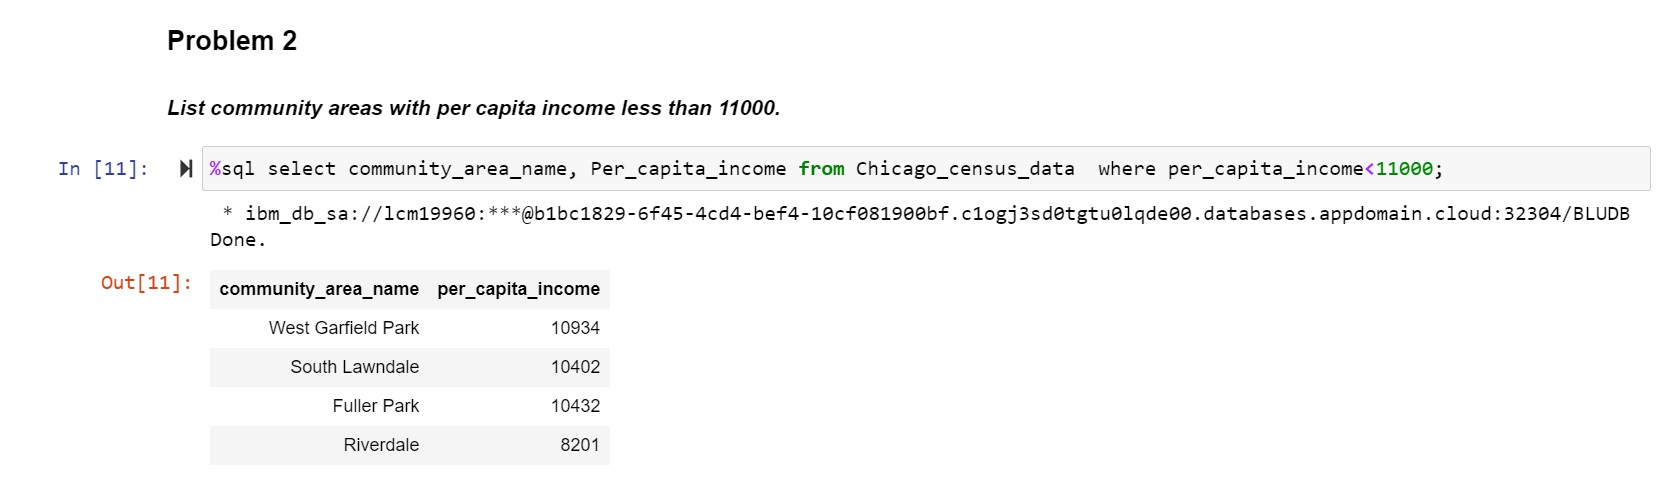 Problem 2
List community areas with per capita income less than 11000.
In [11]: %sql select community_area_name, Per_capita_income from Chicago_census_data  where per_capita_income<11000;
* ibm_db_sa://lcm19960:***@b1bc1829-6f45-4cd4-bef4-10cf081900bf.c1ogj3sd0tgtu0lqde00.databases.appdomain.cloud:32304/BLUDB
Done.
Out[11]:
community_area_name per_capita_income
West Garfield Park 10934
South Lawndale 10402
Fuller Park 10432
Riverdale 8201